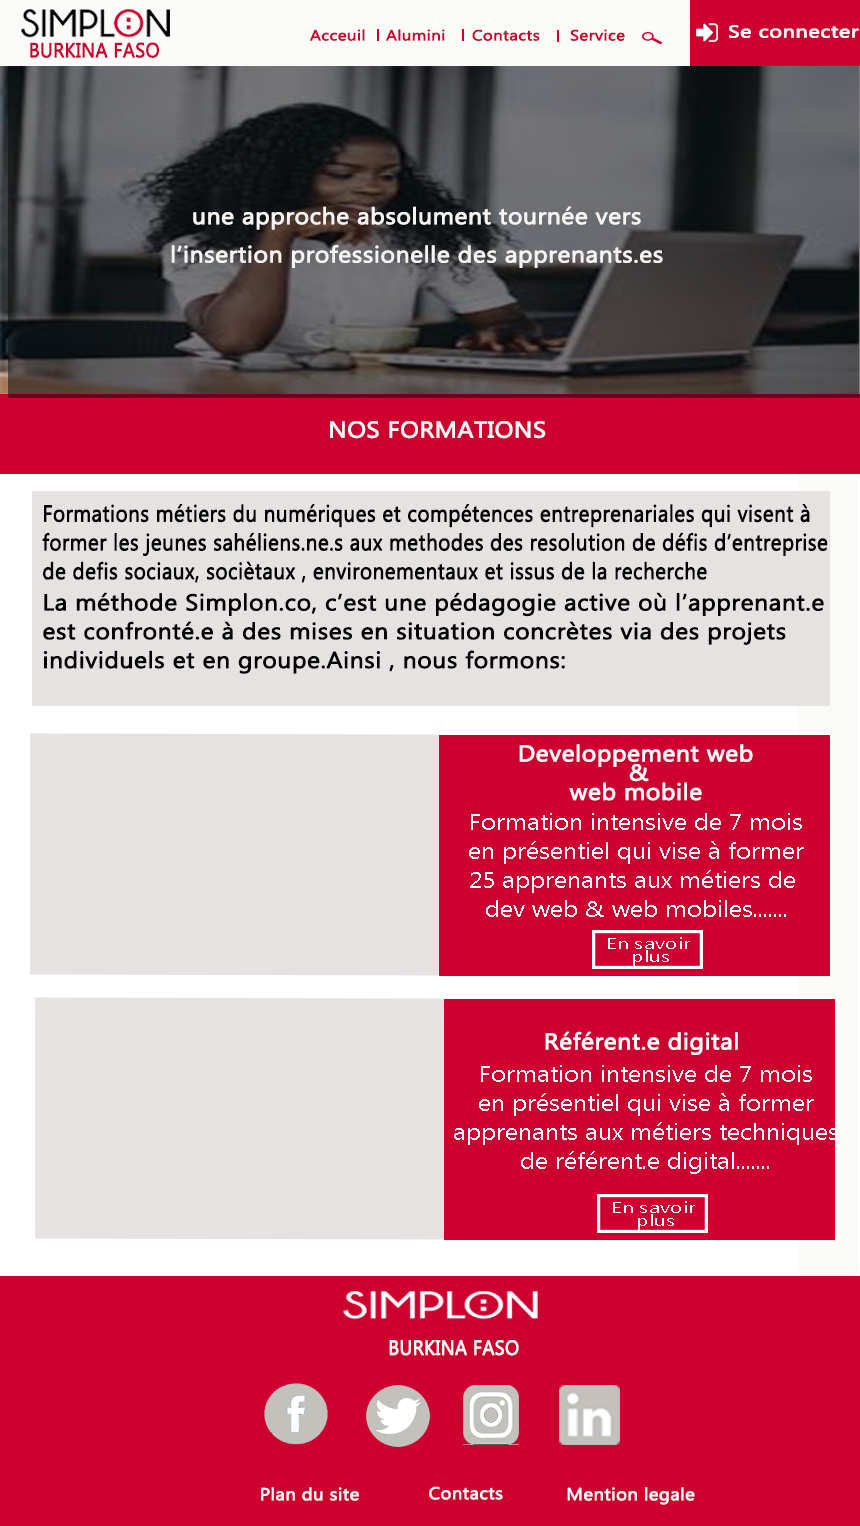 SIMPLON
BURKINA FASO
Acceuil | Alumini | Contacts | Service
Se connecter
une approche absolument tournée vers
l'insertion professionelle des apprenants.es
NOS FORMATIONS
Formations métiers du numériques et compétences entreprenariales qui visent à
former les jeunes sahéliens.ne.s aux methodes des resolution de défis d'entreprise
de defis sociaux, sociètaux , environementaux et issus de la recherche
La méthode Simplon.co, c'est une pédagogie active où l'apprenant.e
est confronté.e à des mises en situation concrètes via des projets
individuels et en groupe.Ainsi , nous formons:
Developpement web
&
web mobile
Formation intensive de 7 mois
en présentiel qui vise à former
25 apprenants aux métiers de
dev web & web mobiles.......
En savoir
plus
Référent.e digital
Formation intensive de 7 mois
en présentiel qui vise à former
apprenants aux métiers techniques
de référent.e digital.......
En savoir
plus
SIMPLON
BURKINA FASO
f
in
Plan du site
Contacts
Mention legale